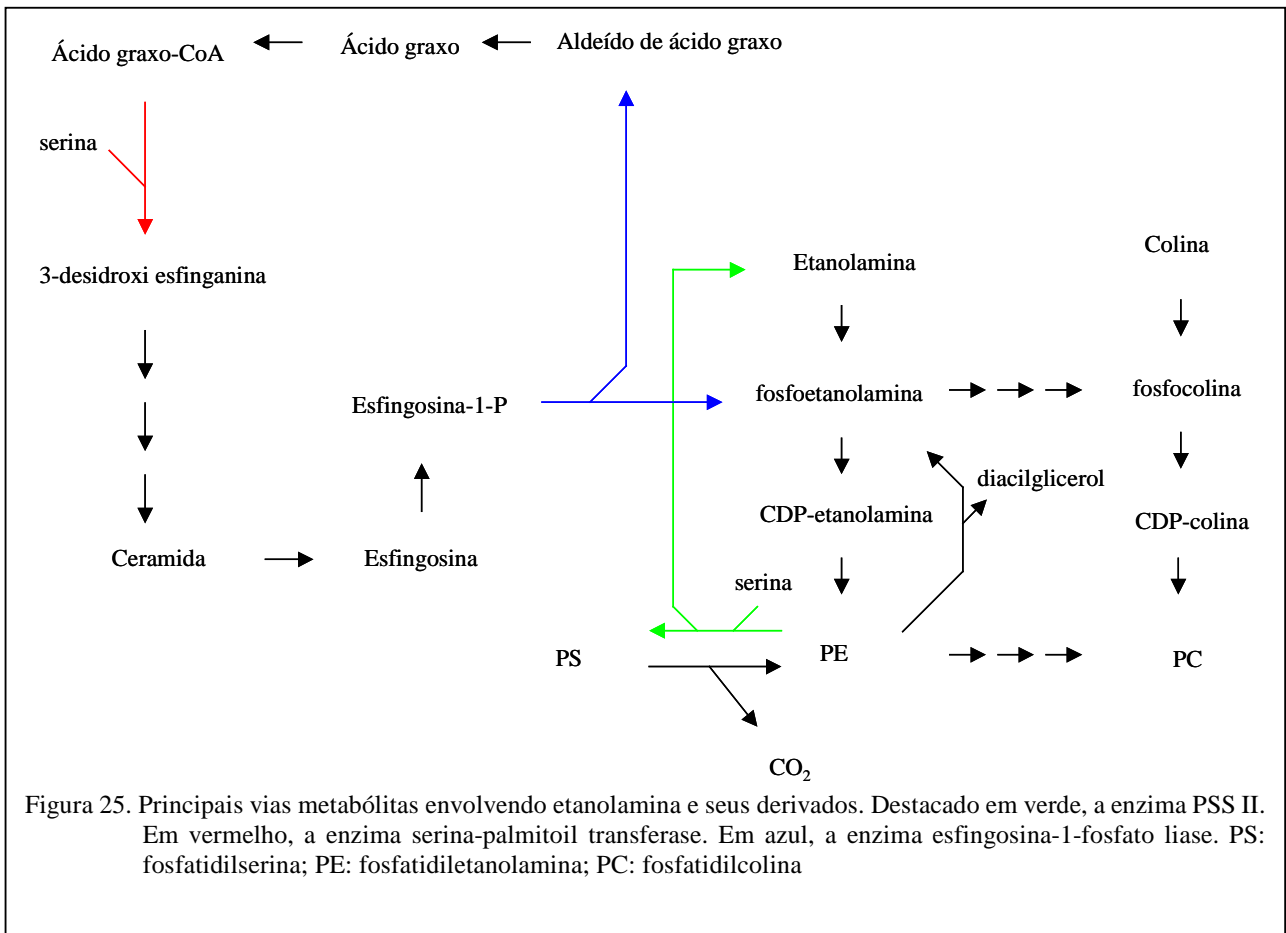 Ácido graxo-CoA
Ácido graxo
Aldeído de ácido graxo
serina
3-desidroxi esfinganina
Etanolamina
Colina
Esfingosina-1-P
fosfoetanolamina
fosfocolina
diacilglicerol
CDP-etanolamina
CDP-colina
Ceramida
Esfingosina
serina
PS
PE
PC
CO₂
Figura 25. Principais vias metabólitas envolvendo etanolamina e seus derivados. Destacado em verde, a enzima PSS II.
Em vermelho, a enzima serina-palmitoil transferase. Em azul, a enzima esfingosina-1-fosfato liase. PS:
fosfatidilserina; PE: fosfatidiletanolamina; PC: fosfatidilcolina